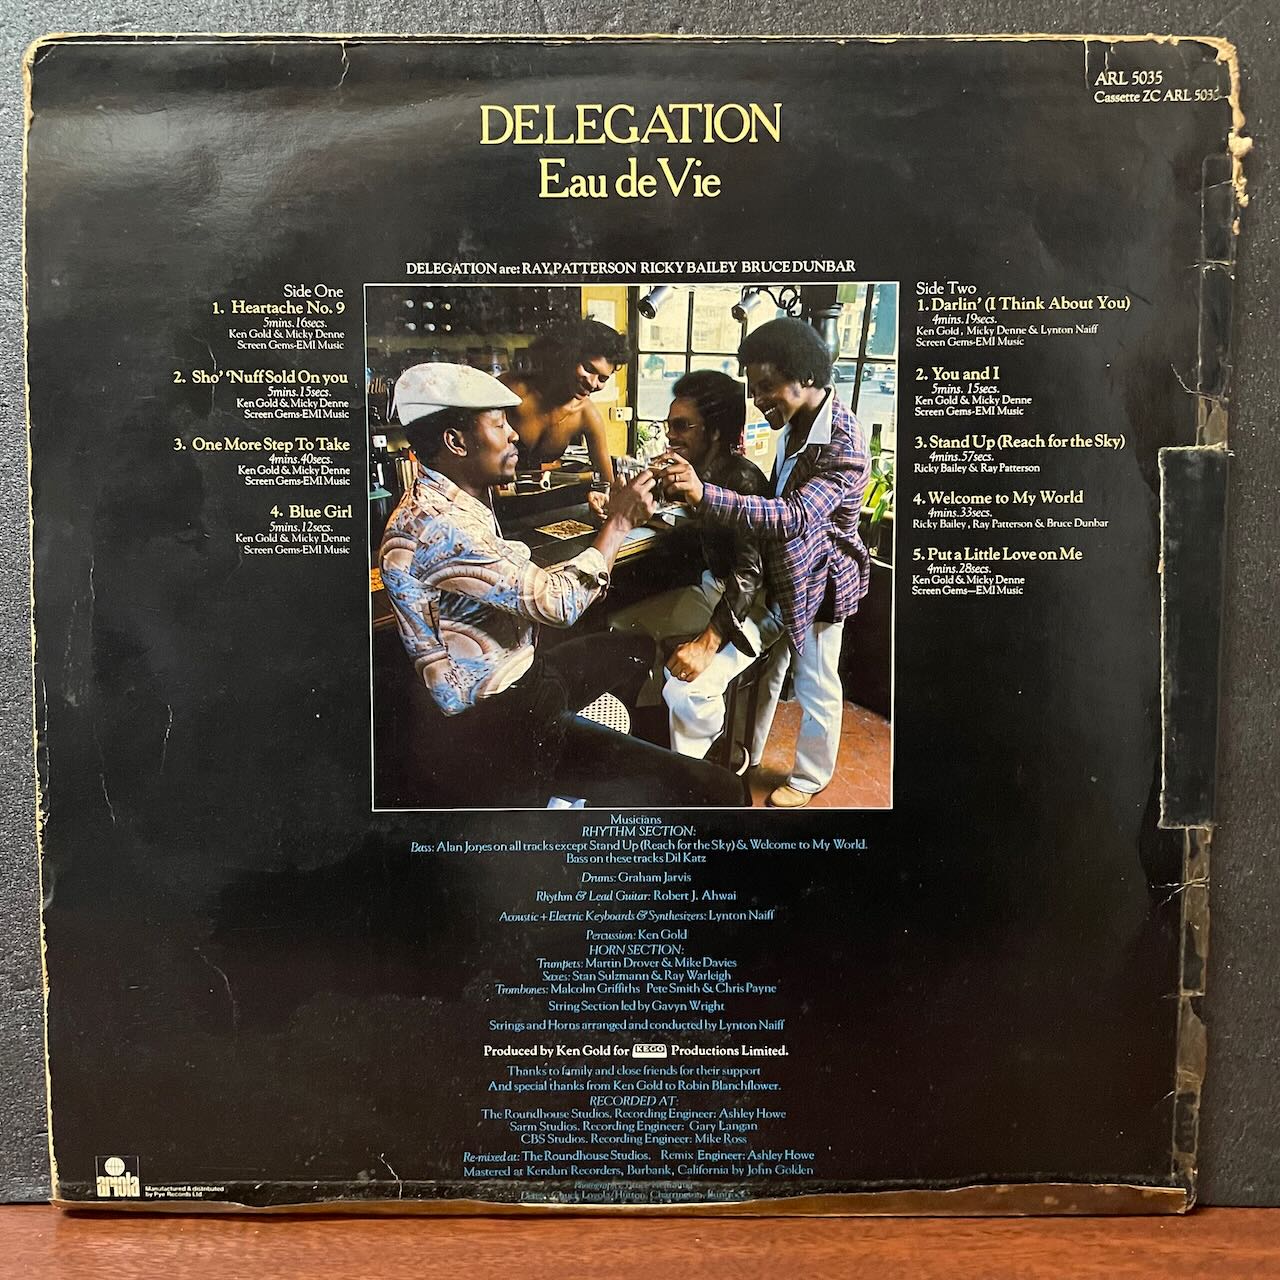 ARL 5035
Cassette ZC ARL
DELEGATION
Eau de Vie
DELEGATION are: RAY PATTERSON RICKY BAILEY BRUCE DUNBAR
Side One
1. Heartache No. 9
5mins. 16secs.
Ken Gold & Micky Denne
Screen Gems-EMI Music
2. Sho' 'Nuff Sold On you
5mins. 15secs.
Ken Gold & Micky Denne
Screen Gems-EMI Music
3. One More Step To Take
4mins. 40secs.
Ken Gold & Micky Denne
Screen Gems-EMI Music
4. Blue Girl
5mins. 12secs.
Ken Gold & Micky Denne
Screen Gems-EMI Music
Side Two
1. Darlin' (I Think About You)
4mins. 19secs.
Ken Gold, Micky Denne & Lynton Naiff
Screen Gems-EMI Music
2. You and I
5mins. 15secs.
Ken Gold & Micky Denne
Screen Gems-EMI Music
3. Stand Up (Reach for the Sky)
4mins. 57secs.
Ricky Bailey & Ray Patterson
4. Welcome to My World
4mins. 33secs.
Ricky Bailey, Ray Patterson & Bruce Dunbar
5. Put a Little Love on Me
4mins. 28secs.
Ken Gold & Micky Denne
Screen Gems—EMI Music
Musicians
RHYTHM SECTION:
Bass: Alan Jones on all tracks except Stand Up (Reach for the Sky) & Welcome to My World.
Bass on these tracks Dil Katz
Drums: Graham Jarvis
Rhythm & Lead Guitar: Robert J. Ahwai
Acoustic + Electric Keyboards & Synthesizers: Lynton Naiff
Percussion: Ken Gold
HORN SECTION:
Trumpets: Martin Drover & Mike Davies
Saxes: Stan Sulzmann & Ray Warleigh
Trombones: Malcolm Griffiths Pete Smith & Chris Payne
String Section led by Gavyn Wright
Strings and Horns arranged and conducted by Lynton Naiff
Produced by Ken Gold for KEGO Productions Limited.
Thanks to family and close friends for their support
And special thanks from Ken Gold to Robin Blanchflower.
RECORDED AT:
The Roundhouse Studios. Recording Engineer: Ashley Howe
Sarm Studios. Recording Engineer: Gary Langan
CBS Studios. Recording Engineer: Mike Ross
Re-mixed at: The Roundhouse Studios. Remix Engineer: Ashley Howe
Mastered at Kendun Recorders, Burbank, California by John Golden
Design: Chuck Loyola/Hutton, Charrington,
ariola
Manufactured & distributed
by Pye Records Ltd